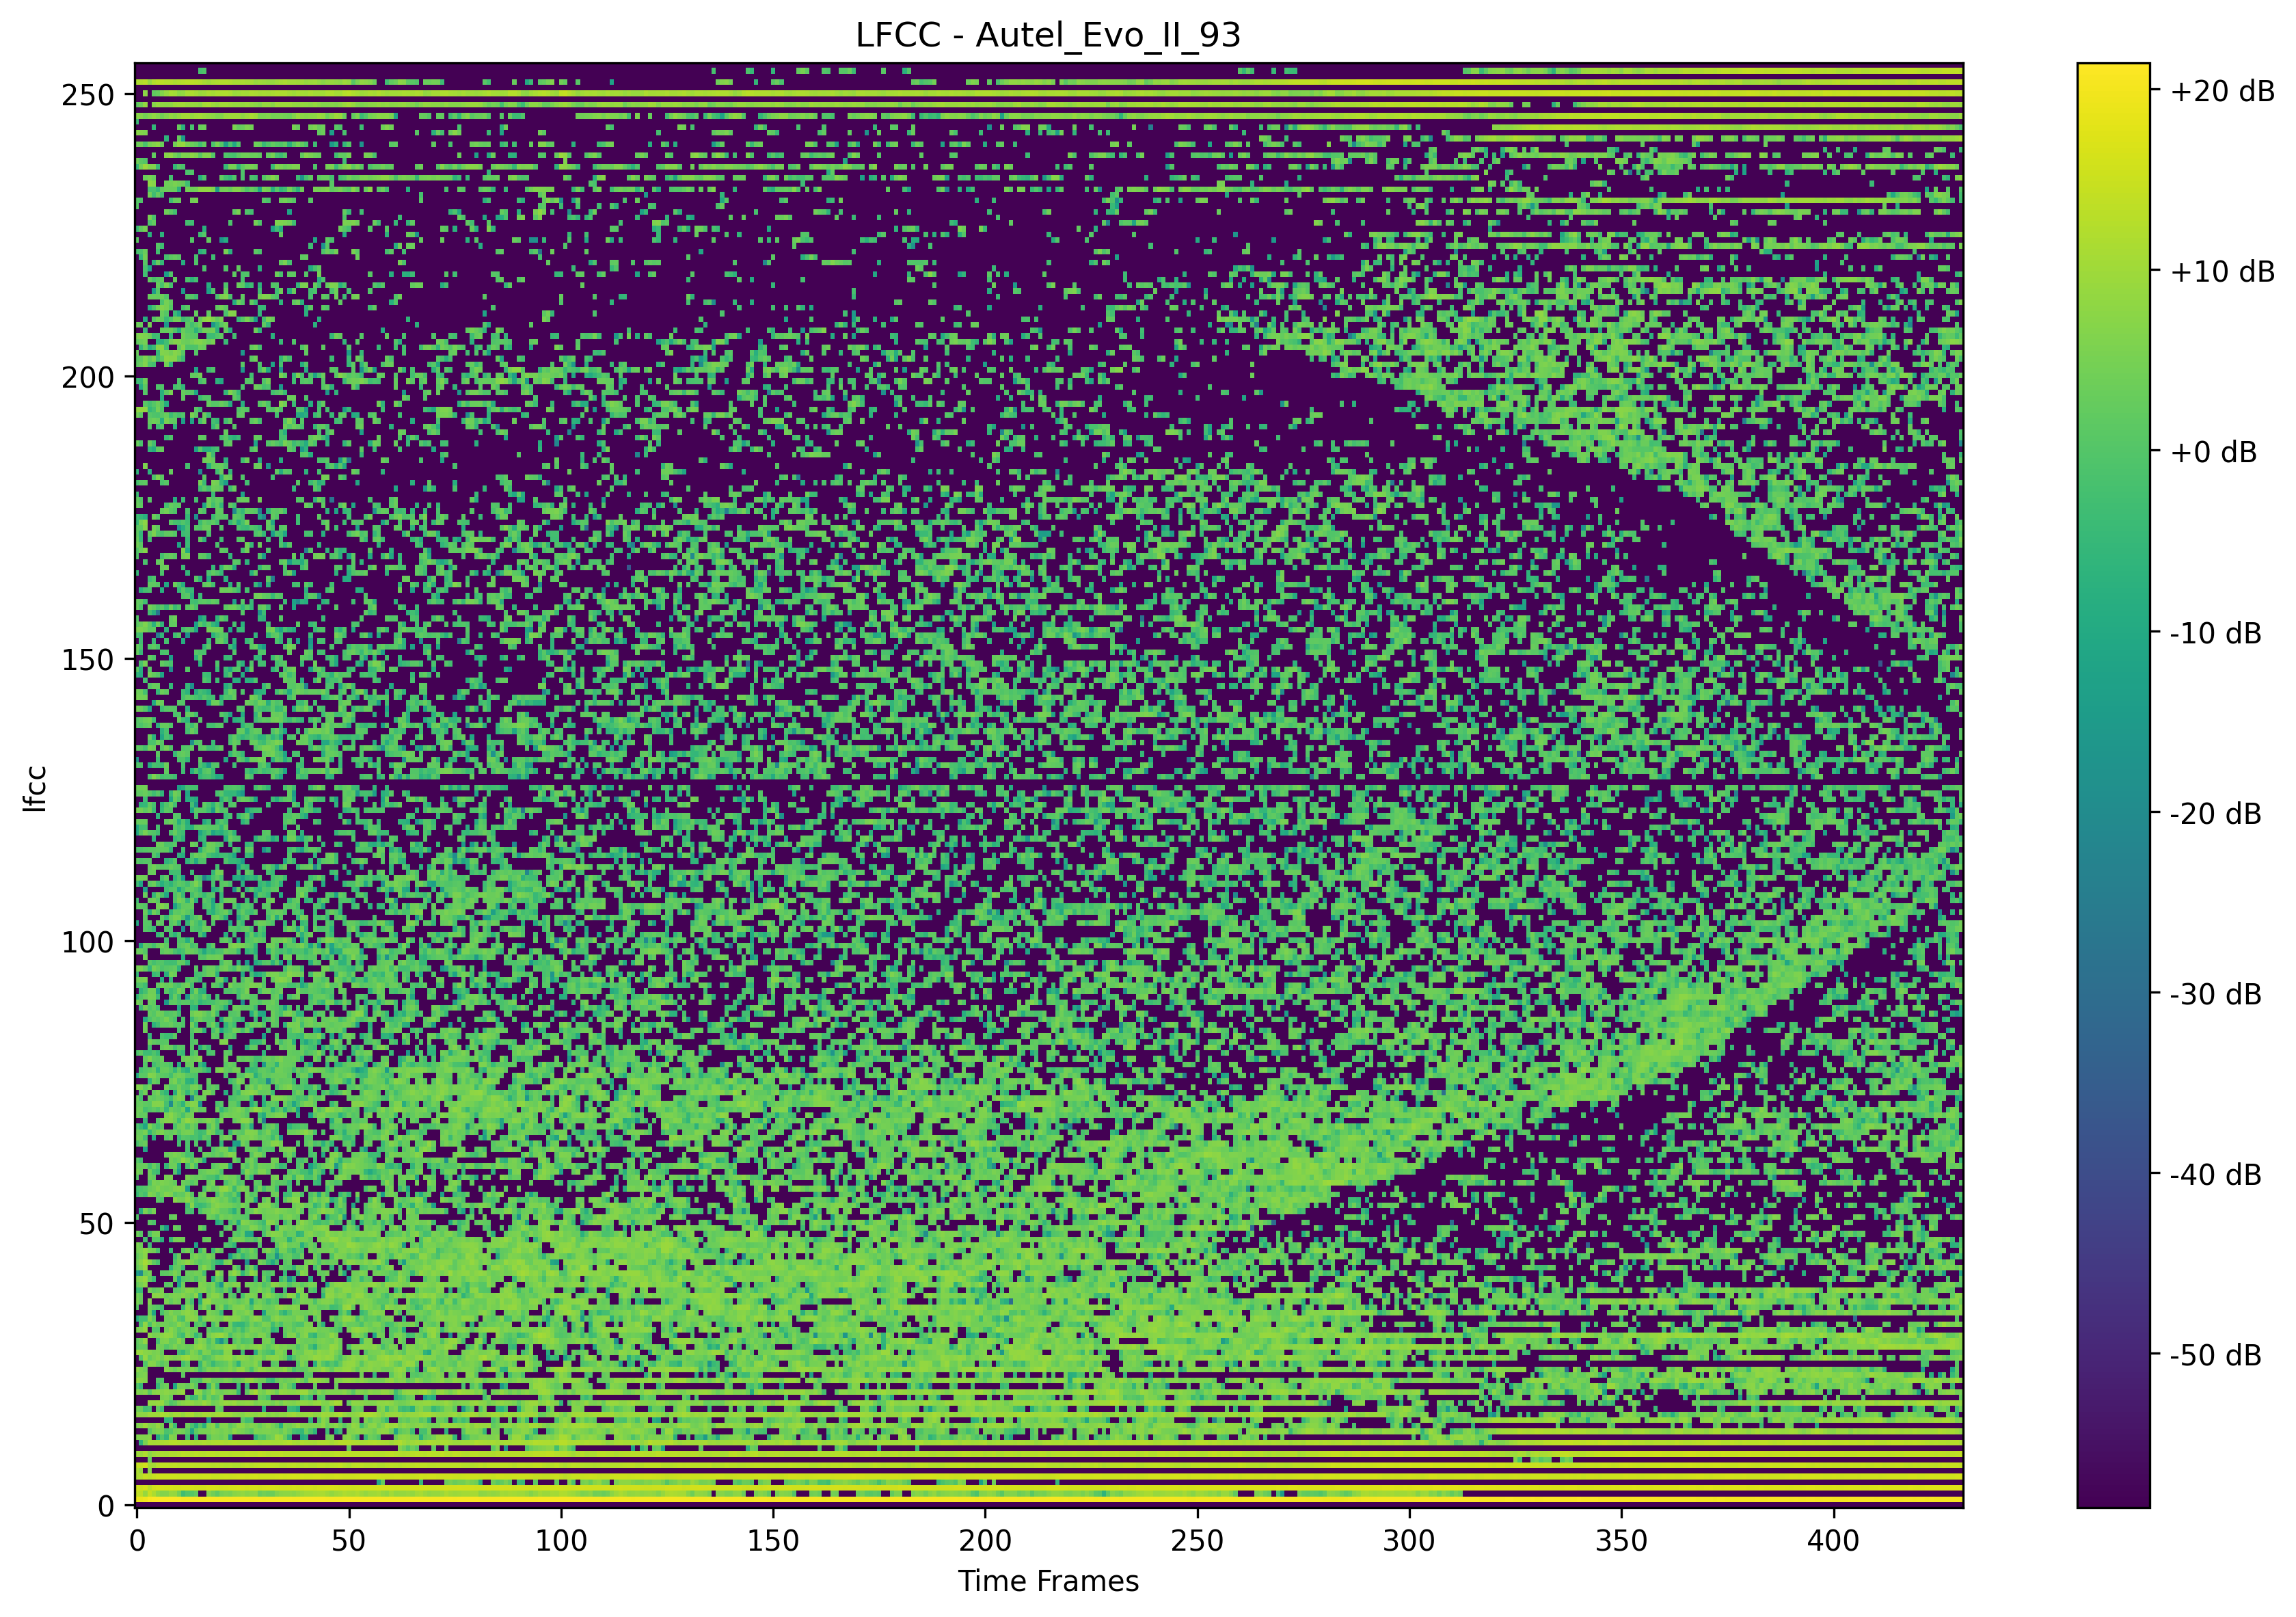 LFCC - Autel_Evo_II_93
250
200
150
100
50
0
lfcc
0 50 100 150 200 250 300 350 400
Time Frames
+20 dB
+10 dB
+0 dB
-10 dB
-20 dB
-30 dB
-40 dB
-50 dB